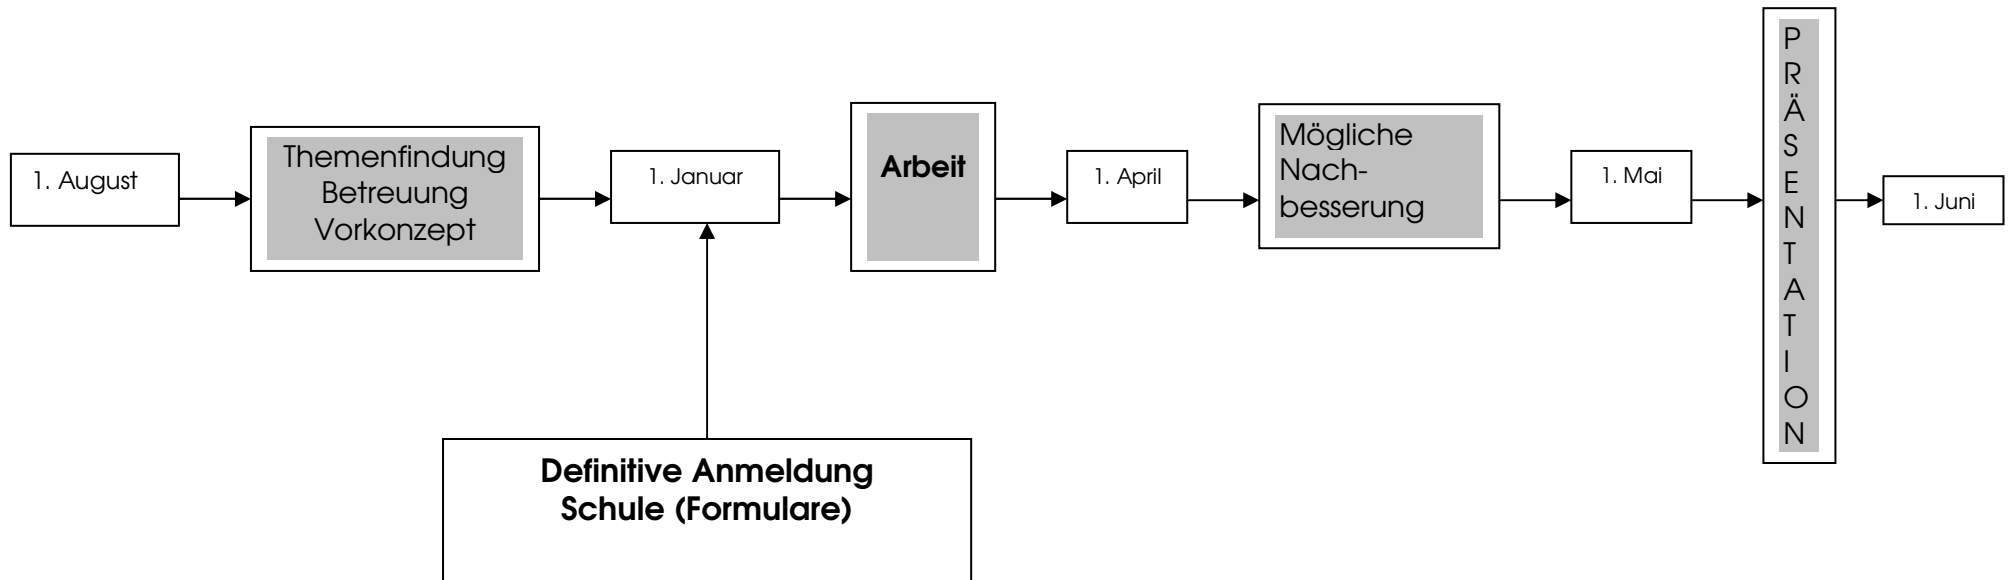 1. August
Themenfindung
Betreuung
Vorkonzept
1. Januar
Arbeit
1. April
Mögliche
Nach-
besserung
1. Mai
P
R
Ä
S
E
N
T
A
T
I
O
N
1. Juni
Definitive Anmeldung
Schule (Formulare)